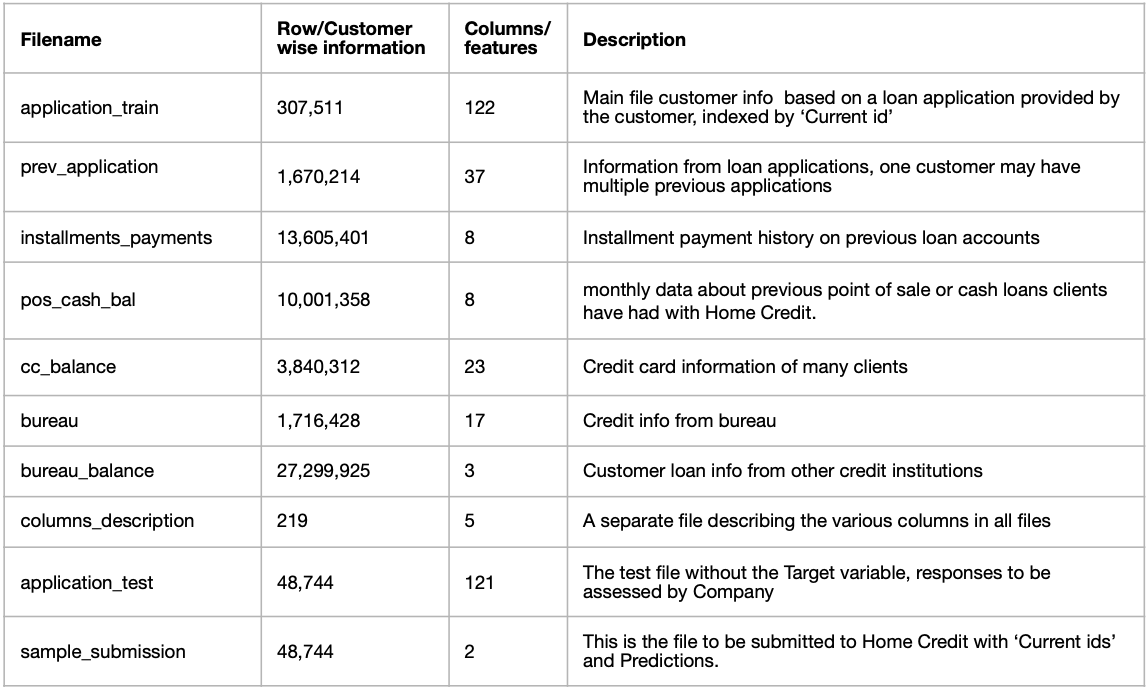 Filename
Row/Customer
wise information
Columns/
features
Description
application_train
307,511
122
Main file customer info  based on a loan application provided by
the customer, indexed by ‘Current id’
prev_application
1,670,214
37
Information from loan applications, one customer may have
multiple previous applications
installments_payments
13,605,401
8
Installment payment history on previous loan accounts
pos_cash_bal
10,001,358
8
monthly data about previous point of sale or cash loans clients
have had with Home Credit.
cc_balance
3,840,312
23
Credit card information of many clients
bureau
1,716,428
17
Credit info from bureau
bureau_balance
27,299,925
3
Customer loan info from other credit institutions
columns_description
219
5
A separate file describing the various columns in all files
application_test
48,744
121
The test file without the Target variable, responses to be
assessed by Company
sample_submission
48,744
2
This is the file to be submitted to Home Credit with ‘Current ids’
and Predictions.